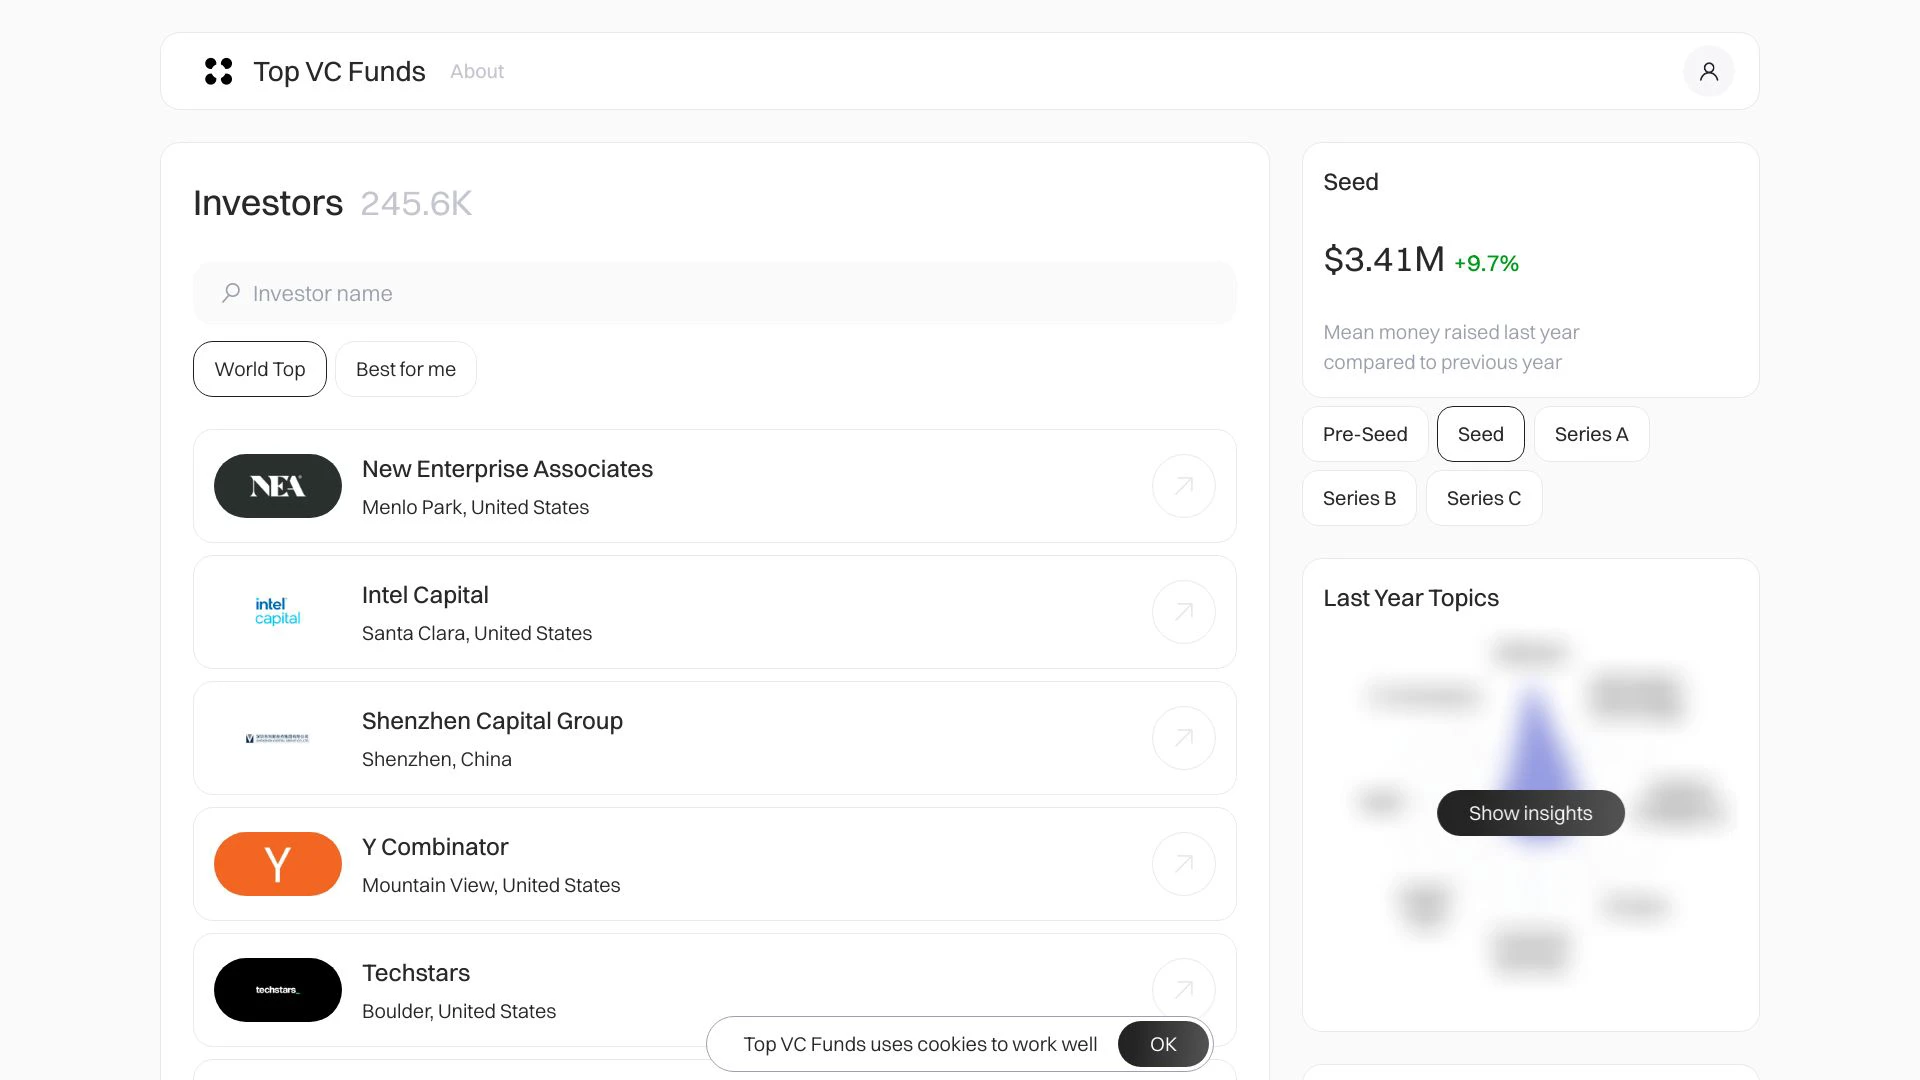 Top VC Funds
About
Investors 245.6K
Investor name
World Top
Best for me
NEA
New Enterprise Associates
Menlo Park, United States
intel
capital
Intel Capital
Santa Clara, United States
Shenzhen Capital Group
Shenzhen, China
Y
Y Combinator
Mountain View, United States
techstars_
Techstars
Boulder, United States
Top VC Funds uses cookies to work well
OK
Seed
$3.41M +9.7%
Mean money raised last year
compared to previous year
Pre-Seed
Seed
Series A
Series B
Series C
Last Year Topics
Show insights